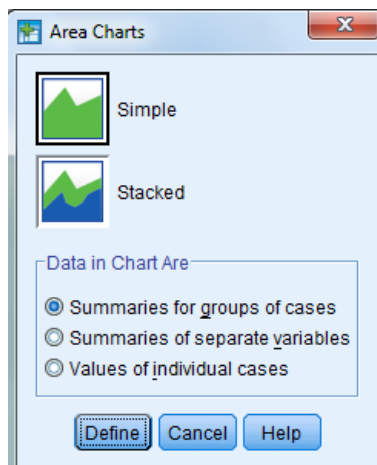 Area Charts
Simple
Stacked
Data in Chart Are
Summaries for groups of cases
Summaries of separate variables
Values of individual cases
Define Cancel Help